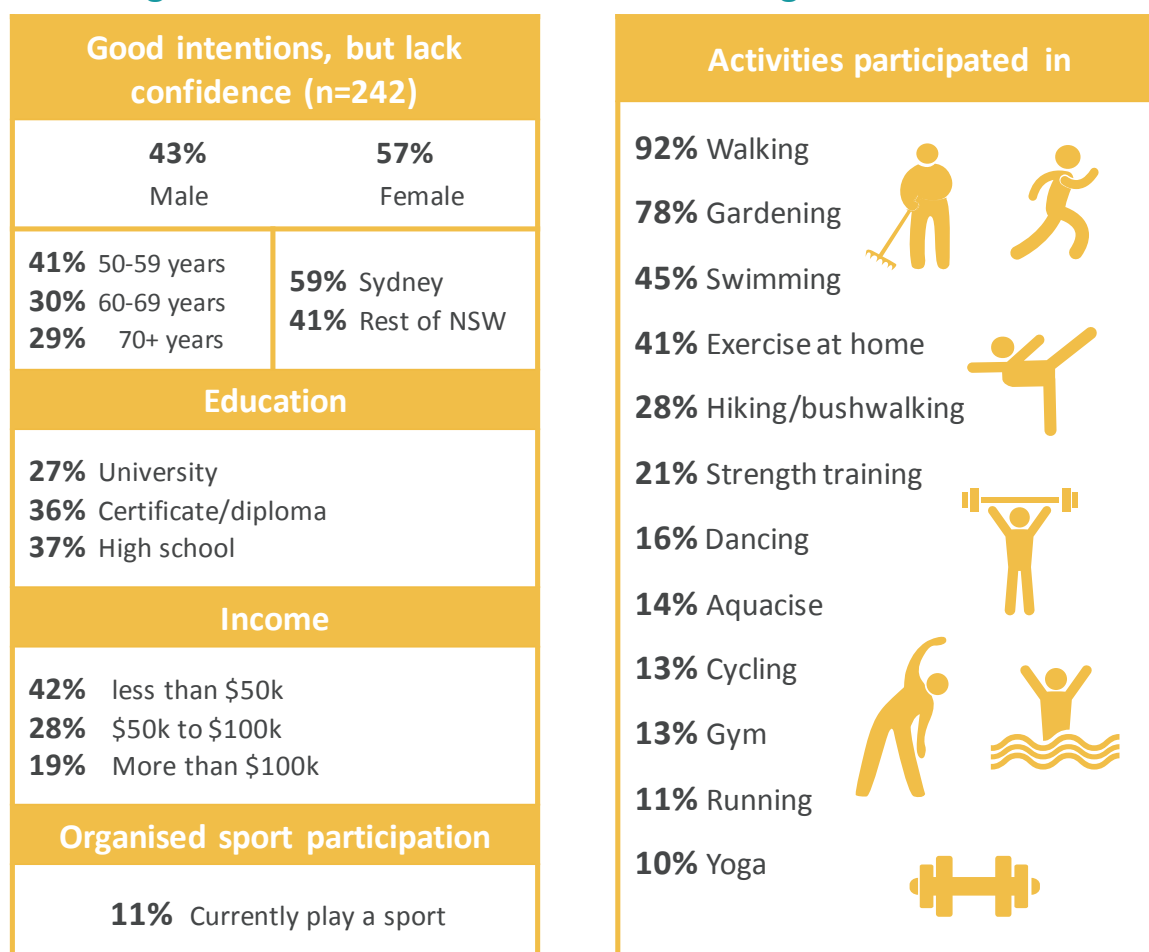 Good intentions, but lack
confidence (n=242)
43%
57%
Male
Female
41% 50-59 years
30% 60-69 years
29% 70+ years
59% Sydney
41% Rest of NSW
Education
27% University
36% Certificate/diploma
37% High school
Income
42% less than $50k
28% $50k to $100k
19% More than $100k
Organised sport participation
11% Currently play a sport
Activities participated in
92% Walking
78% Gardening
45% Swimming
41% Exercise at home
28% Hiking/bushwalking
21% Strength training
16% Dancing
14% Aquacise
13% Cycling
13% Gym
11% Running
10% Yoga